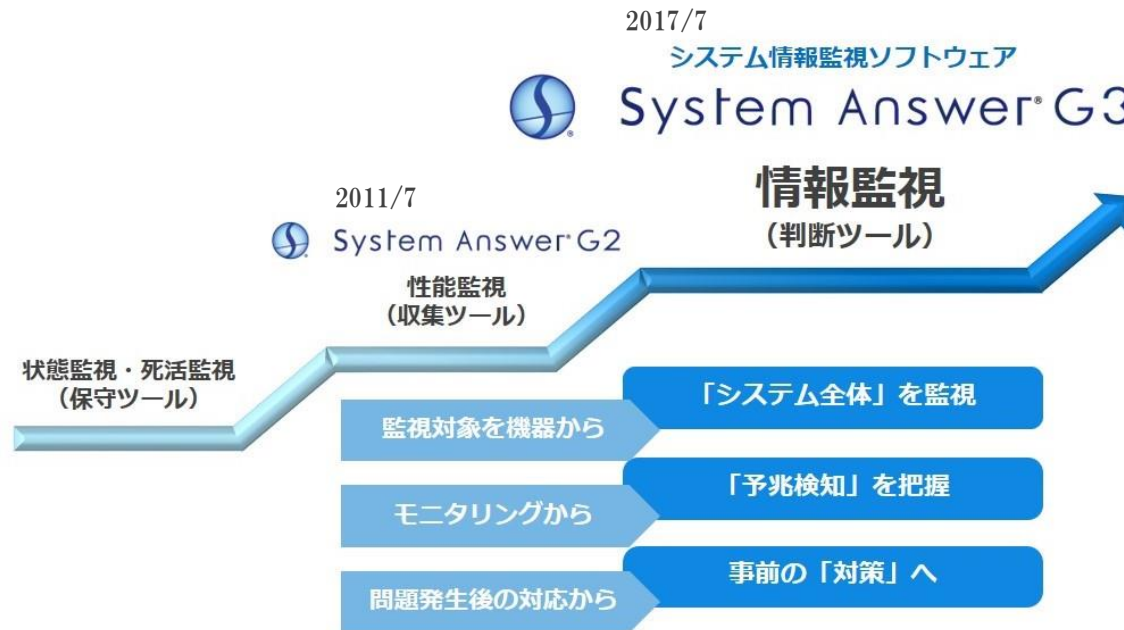 2017/7
システム情報監視ソフトウェア
System Answer® G3
情報監視
（判断ツール）
2011/7
System Answer® G2
性能監視
（収集ツール）
状態監視・死活監視
（保守ツール）
監視対象を機器から
「システム全体」を監視
モニタリングから
「予兆検知」を把握
問題発生後の対応から
事前の「対策」へ